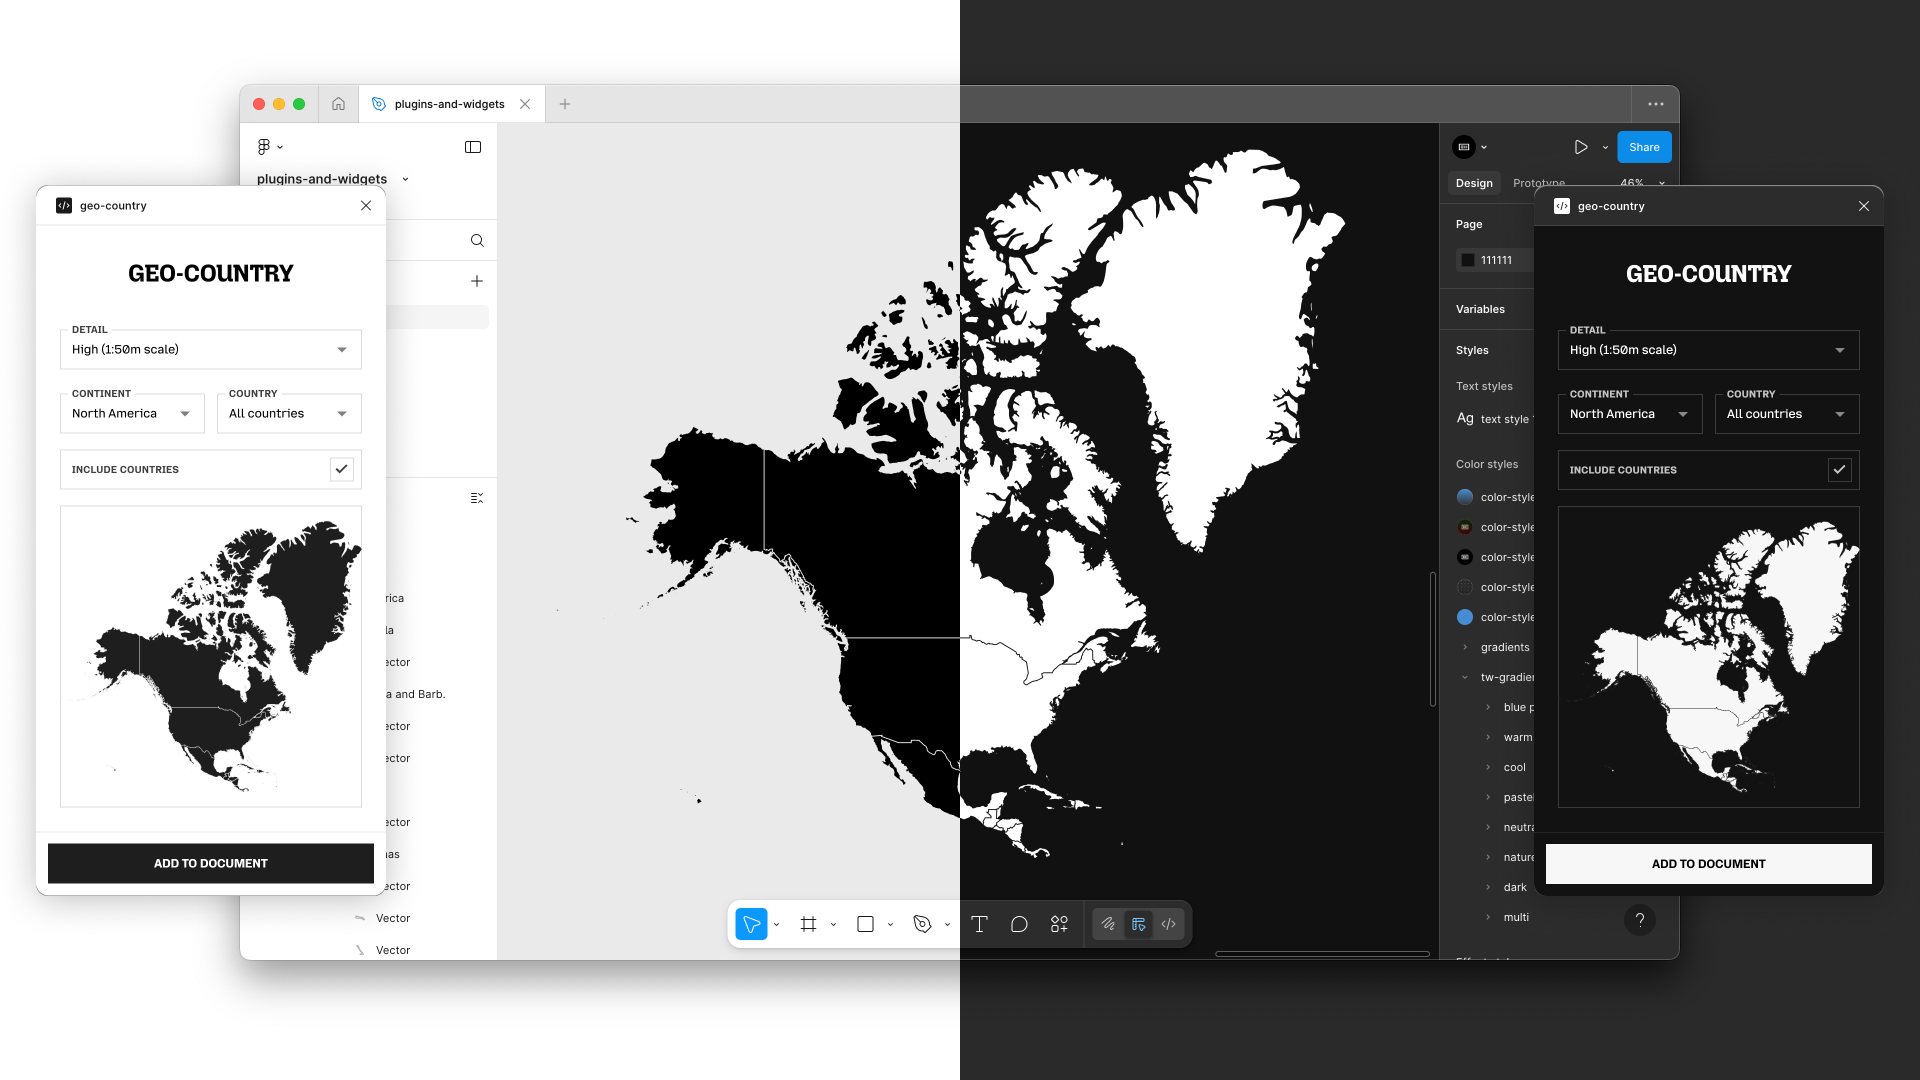 plugins-and-widgets
plugins-and-widgets
geo-country
GEO-COUNTRY
DETAIL
High (1:50m scale)
CONTINENT
North America
COUNTRY
All countries
INCLUDE COUNTRIES
ADD TO DOCUMENT
rica
la
ector
a and Barb.
ector
ector
ector
nas
ector
Vector
Vector
Share
Design
Prototype
46%
Page
111111
Variables
Styles
Text styles
Ag text style
Color styles
color-style
color-style
color-style
color-style
color-style
gradients
tw-gradien
blue p
warm
cool
pastel
neutra
nature
dark
multi
?
geo-country
GEO-COUNTRY
DETAIL
High (1:50m scale)
CONTINENT
North America
COUNTRY
All countries
INCLUDE COUNTRIES
ADD TO DOCUMENT